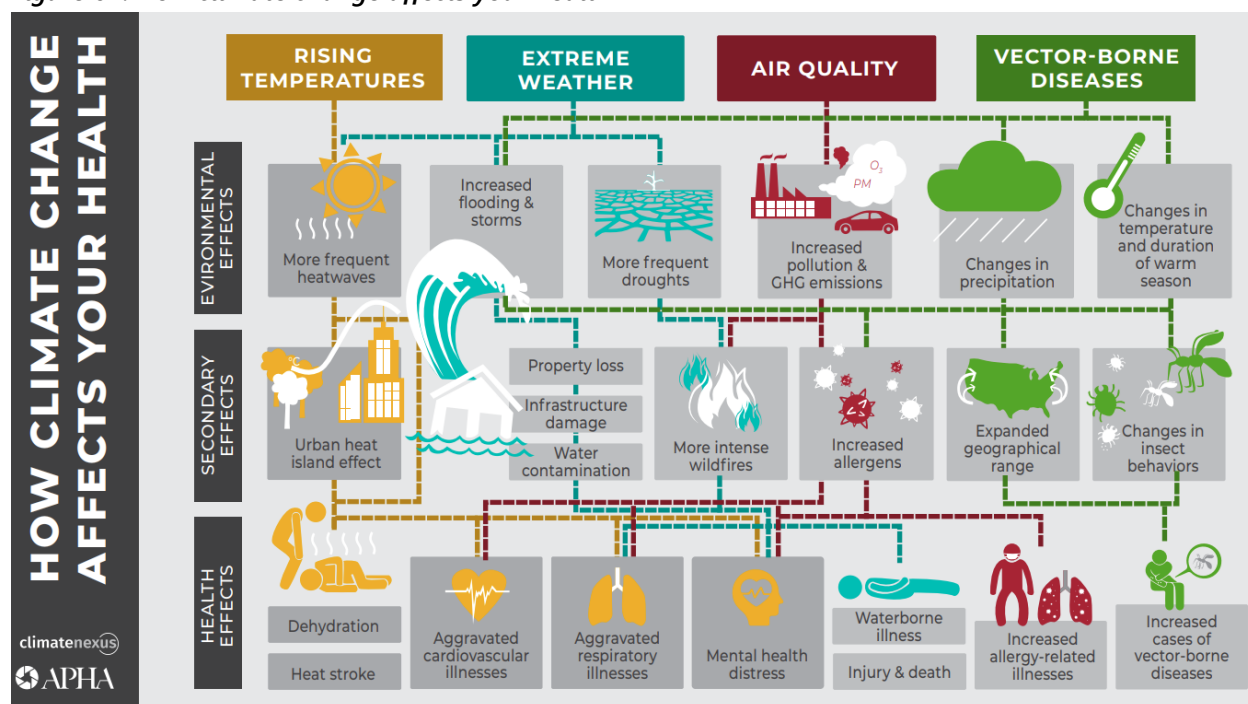 HOW CLIMATE CHANGE
AFFECTS YOUR HEALTH
RISING
TEMPERATURES
EXTREME
WEATHER
AIR QUALITY
VECTOR-BORNE
DISEASES
EVIRONMENTAL
EFFECTS
More frequent
heatwaves
Increased
flooding &
storms
More frequent
droughts
O3
PM
Increased
pollution &
GHG emissions
Changes in
precipitation
Changes in
temperature
and duration
of warm
season
SECONDARY
EFFECTS
°C
Urban heat
island effect
Property loss
Infrastructure
damage
Water
contamination
More intense
wildfires
Increased
allergens
Expanded
geographical
range
Changes in
insect
behaviors
HEALTH
EFFECTS
Dehydration
Heat stroke
Aggravated
cardiovascular
illnesses
Aggravated
respiratory
illnesses
Mental health
distress
Waterborne
illness
Injury & death
Increased
allergy-related
illnesses
Increased
cases of
vector-borne
diseases
climatenexus
APHA